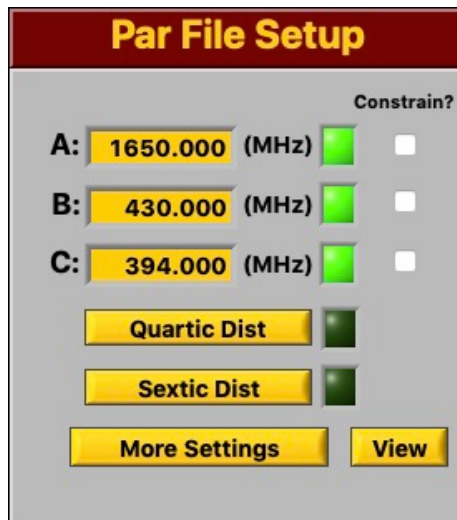 Par File Setup
Constrain?
A: 1650.000 (MHz)
B: 430.000 (MHz)
C: 394.000 (MHz)
Quartic Dist
Sextic Dist
More Settings View